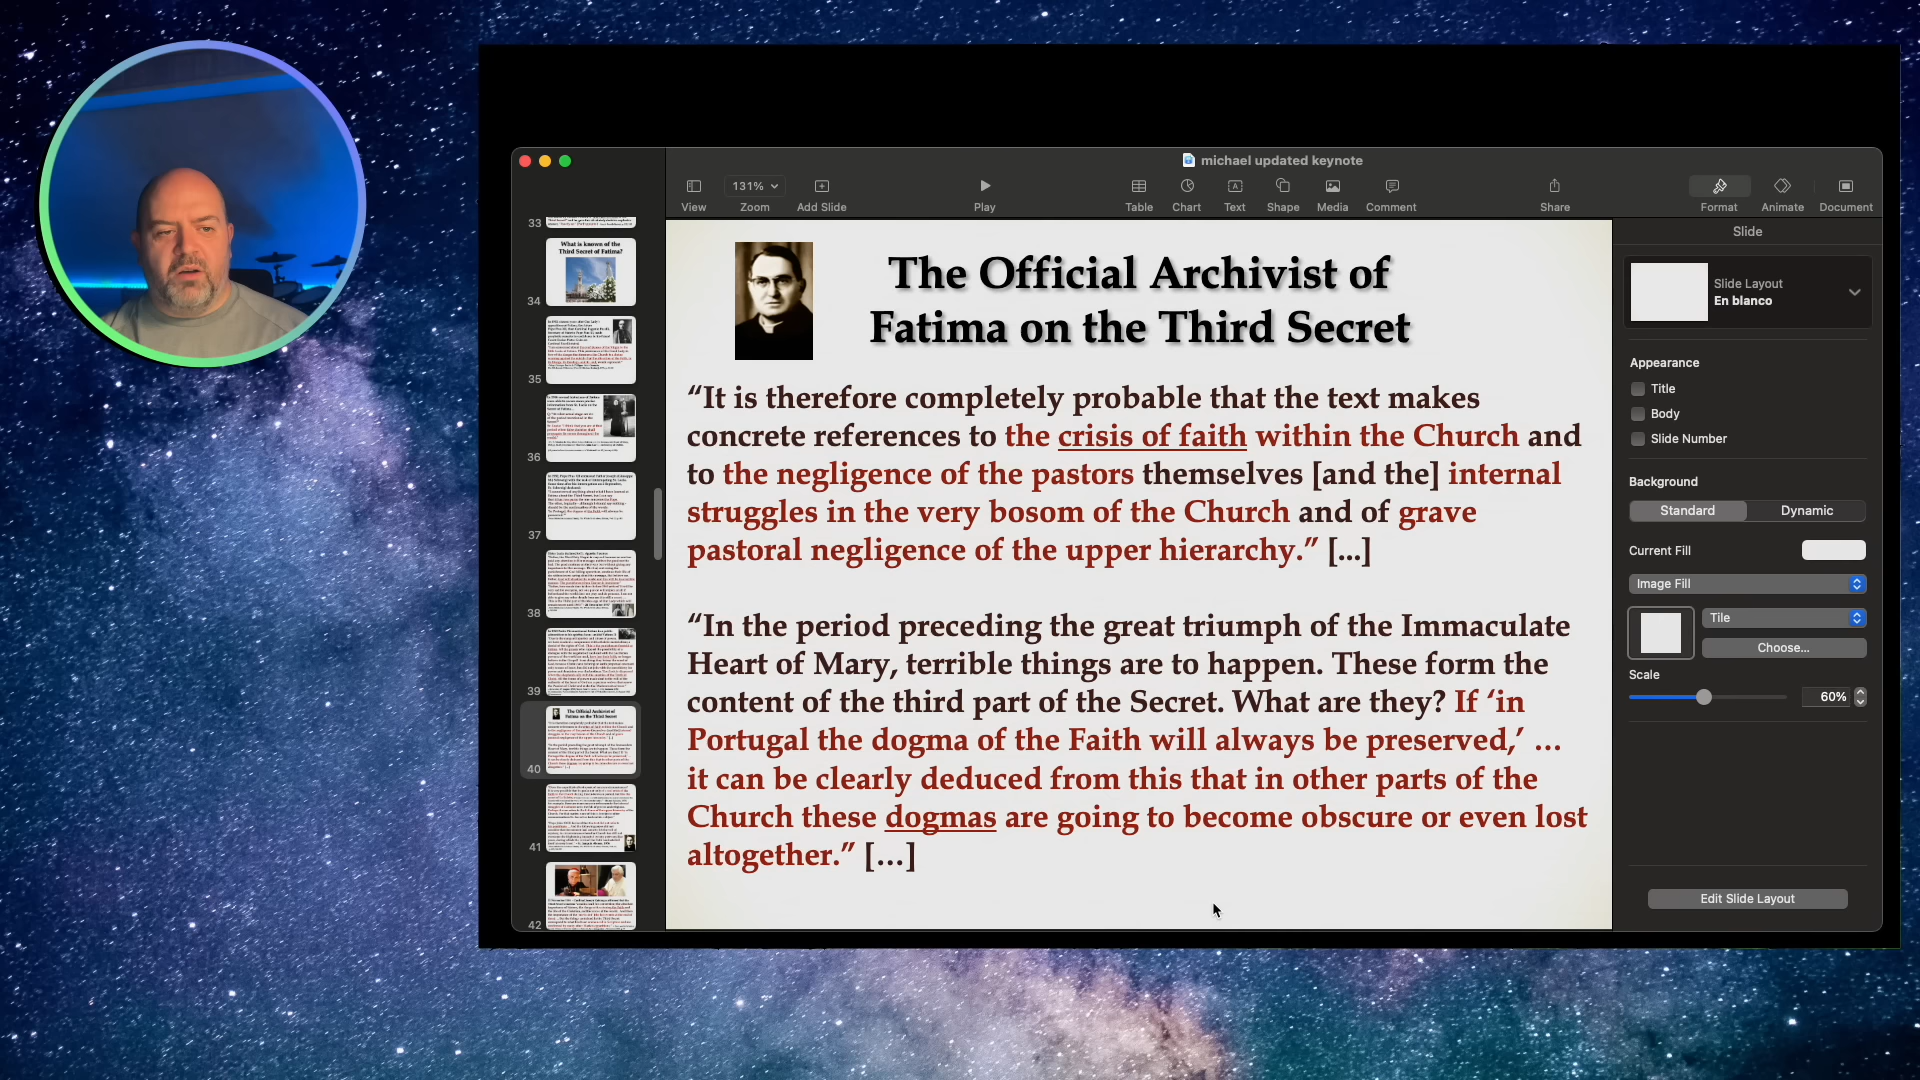 michael updated keynote
131%
View
Zoom
Add Slide
Play
Table
Chart
Text
Shape
Media
Comment
Share
Format
Animate
Document
33
What is known of the
Third Secret of Fatima?
34
35
36
37
38
39
The Official Archivist of
Fatima on the Third Secret
40
41
42
The Official Archivist of
Fatima on the Third Secret
“It is therefore completely probable that the text makes
concrete references to the crisis of faith within the Church and
to the negligence of the pastors themselves [and the] internal
struggles in the very bosom of the Church and of grave
pastoral negligence of the upper hierarchy.” [...]
“In the period preceding the great triumph of the Immaculate
Heart of Mary, terrible things are to happen. These form the
content of the third part of the Secret. What are they? If ‘in
Portugal the dogma of the Faith will always be preserved,’ …
it can be clearly deduced from this that in other parts of the
Church these dogmas are going to become obscure or even lost
altogether.” […]
Slide
Slide Layout
En blanco
Appearance
Title
Body
Slide Number
Background
Standard
Dynamic
Current Fill
Image Fill
Tile
Choose...
Scale
60%
Edit Slide Layout